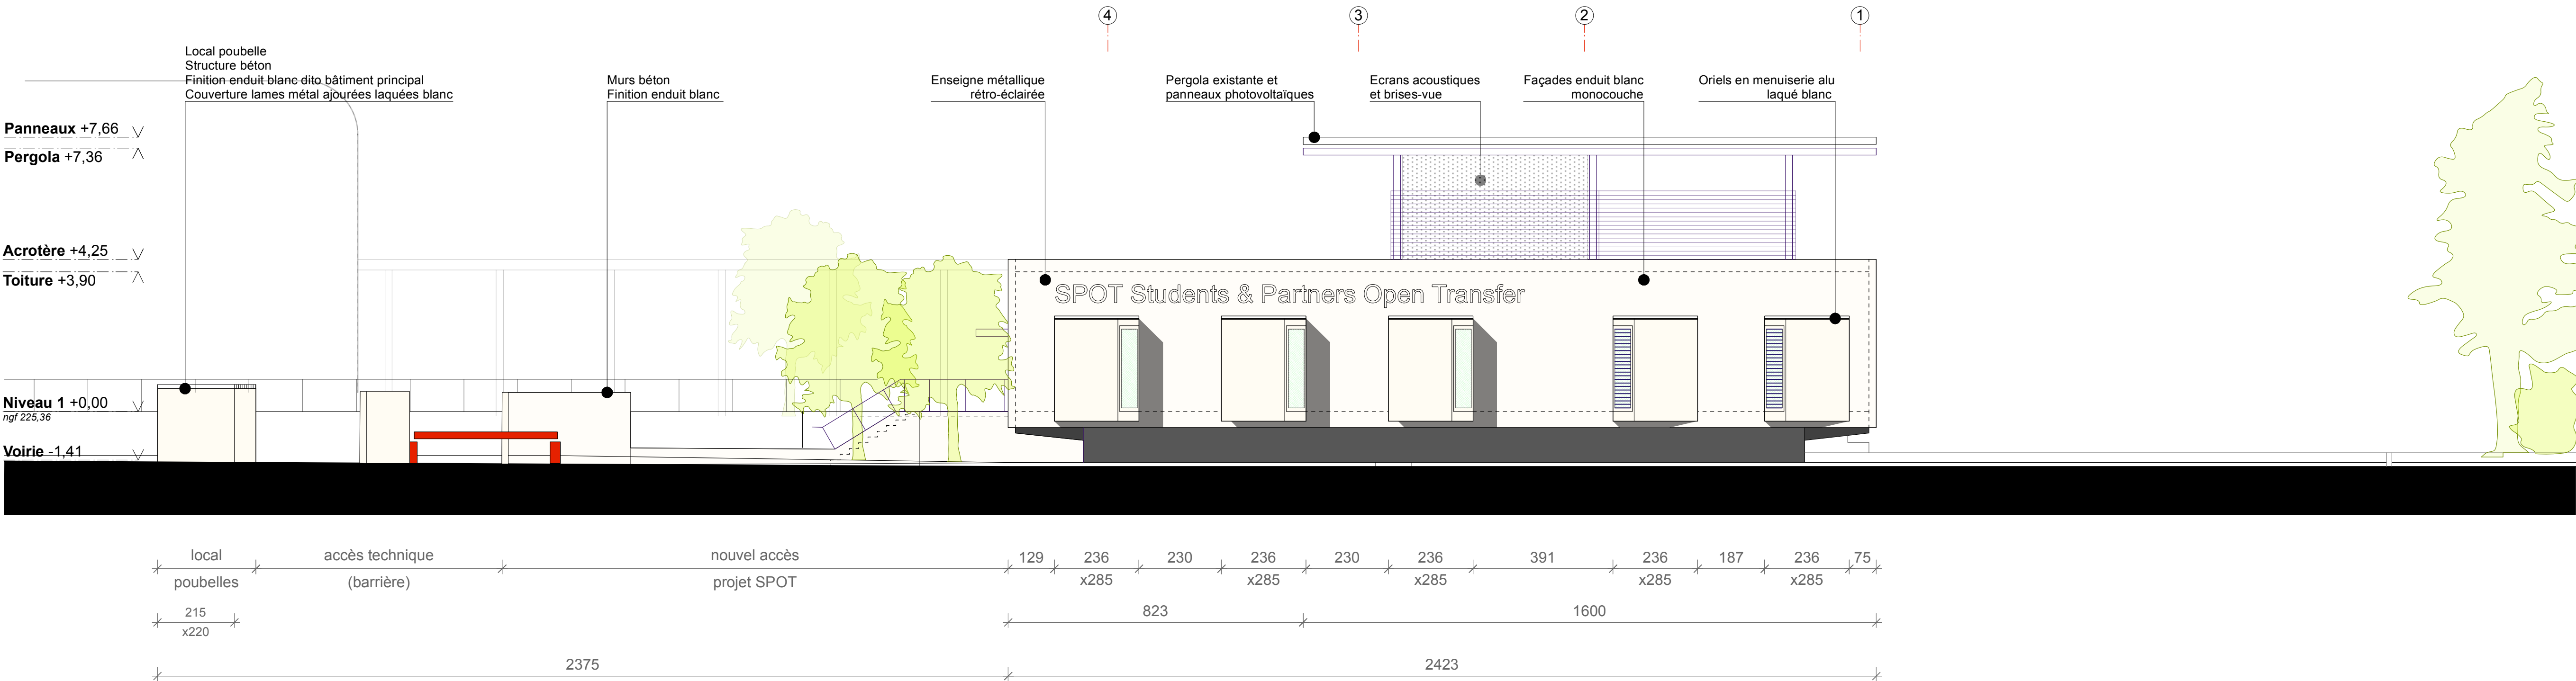 4
3
2
1
Local poubelle
Structure béton
Finition enduit blanc dito bâtiment principal
Couverture lames métal ajourées laquées blanc
Murs béton
Finition enduit blanc
Enseigne métallique
rétro-éclairée
Pergola existante et
panneaux photovoltaïques
Ecrans acoustiques
et brises-vue
Façades enduit blanc
monocouche
Oriels en menuiserie alu
laqué blanc
Panneaux +7,66
Pergola +7,36
Acrotère +4,25
Toiture +3,90
SPOT Students & Partners Open Transfer
Niveau 1 +0,00
ngf 225,36
Voirie -1,41
local
poubelles
accès technique
(barrière)
nouvel accès
projet SPOT
129
236
x285
230
236
x285
230
236
x285
391
236
x285
187
236
x285
75
215
x220
823
1600
2375
2423